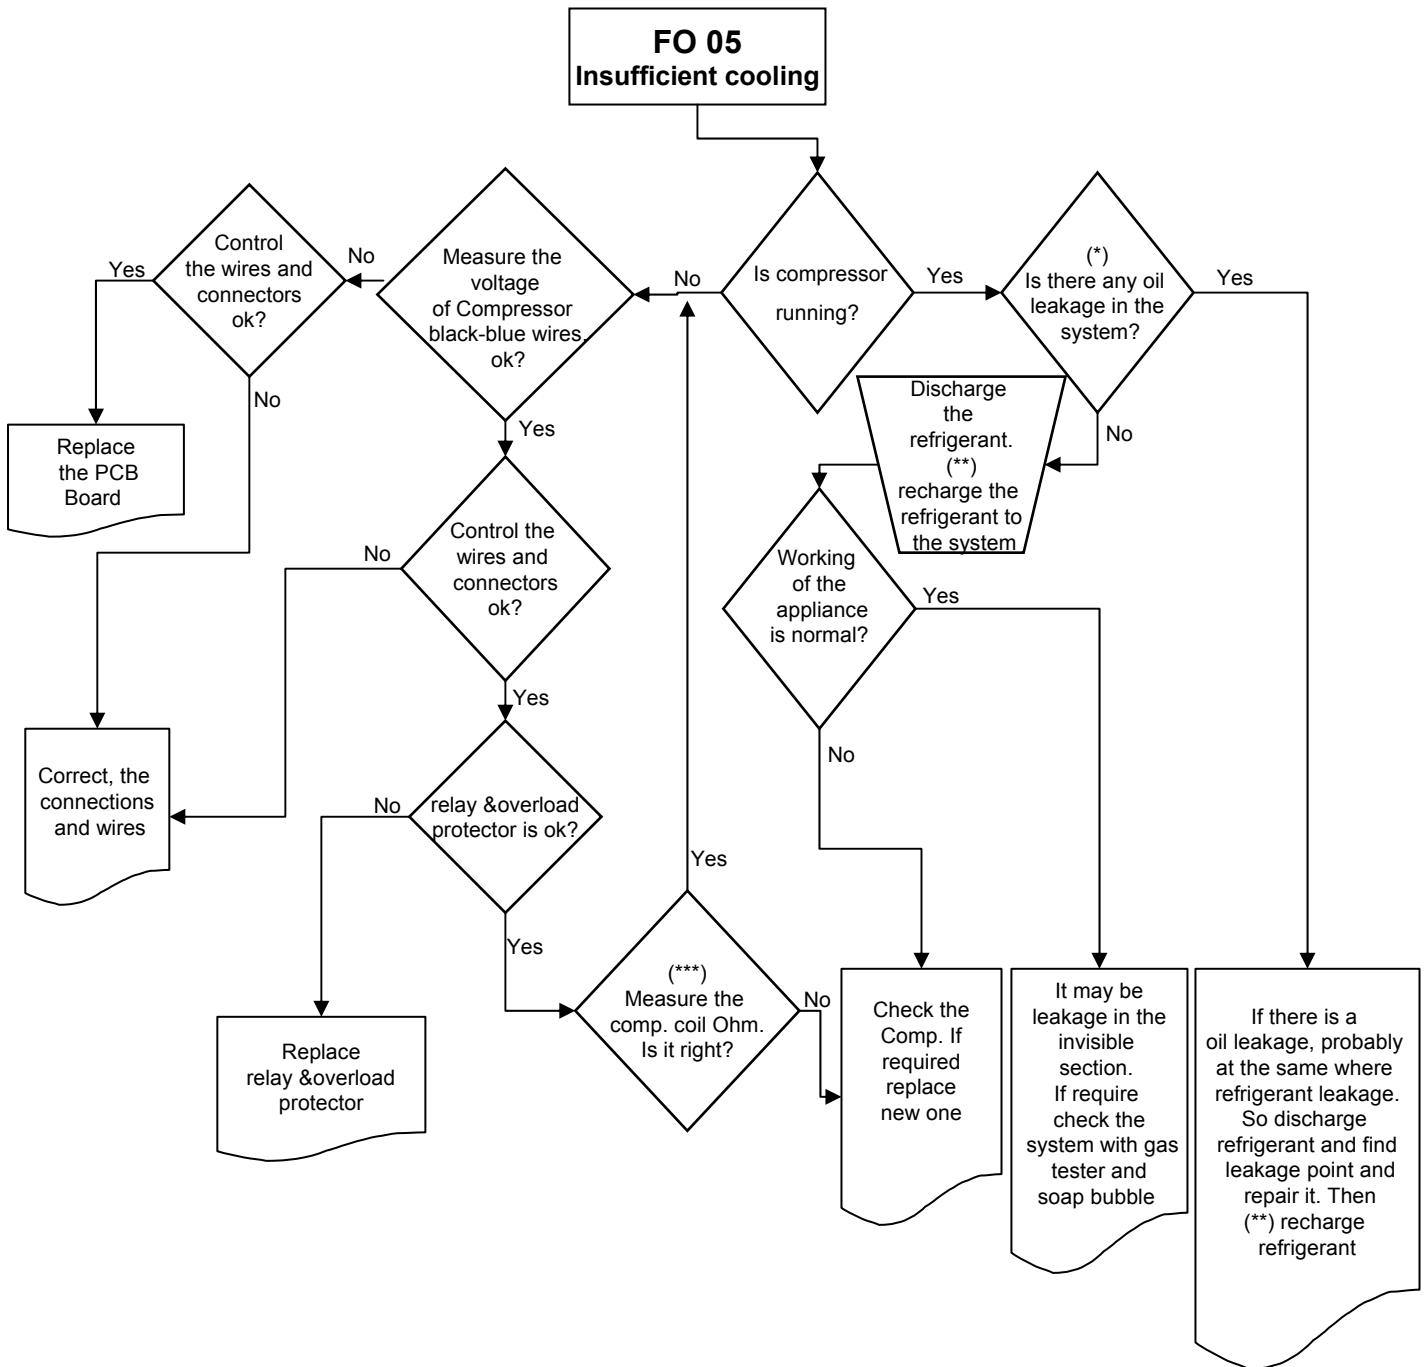 FO 05
Insufficient cooling
Control
the wires and
connectors
ok?
Yes
No
No
Measure the
voltage
of Compressor
black-blue wires,
ok?
Yes
No
Is compressor
running?
Yes
(*)
Is there any oil
leakage in the
system?
Yes
No
Discharge
the
refrigerant.
(**)
recharge the
refrigerant to
the system
Replace
the PCB
Board
Control the
wires and
connectors
ok?
No
Yes
Working
of the
appliance
is normal?
Yes
No
Correct, the
connections
and wires
relay &overload
protector is ok?
No
Yes
Yes
(***)
Measure the
comp. coil Ohm.
Is it right?
No
Replace
relay &overload
protector
Check the
Comp. If
required
replace
new one
It may be
leakage in the
invisible
section.
If require
check the
system with gas
tester and
soap bubble
If there is a
oil leakage, probably
at the same where
refrigerant leakage.
So discharge
refrigerant and find
leakage point and
repair it. Then
(**) recharge
refrigerant